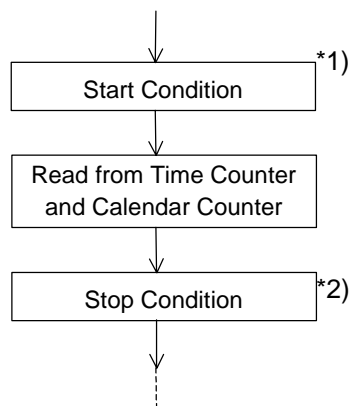 *1)
Start Condition
Read from Time Counter
and Calendar Counter
*2)
Stop Condition